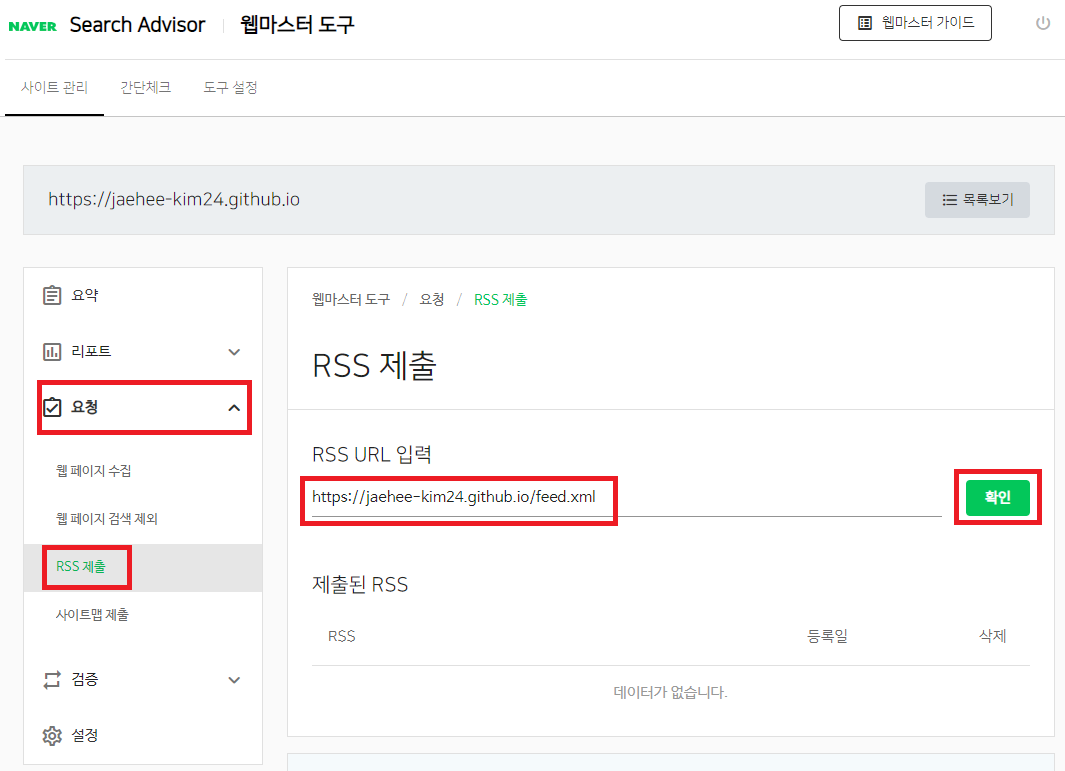 NAVER Search Advisor 웹마스터 도구 웹마스터 가이드
사이트 관리 간단체크 도구 설정
https://jaehee-kim24.github.io 목록보기
요약
리포트
요청
웹 페이지 수집
웹 페이지 검색 제외
RSS 제출
사이트맵 제출
검증
설정
웹마스터 도구 / 요청 / RSS 제출
RSS 제출
RSS URL 입력
https://jaehee-kim24.github.io/feed.xml 확인
제출된 RSS
RSS 등록일 삭제
데이터가 없습니다.